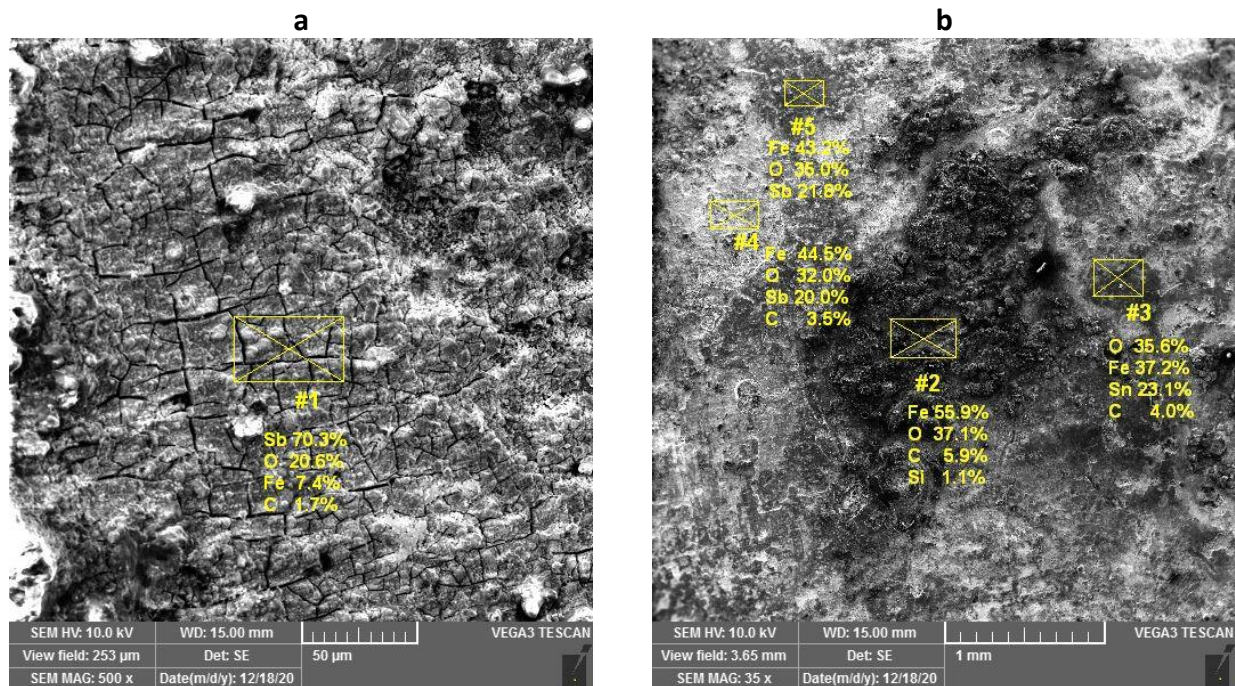 a
b
#1
Sb 70.3%
O 20.6%
Fe 7.4%
C 1.7%
#5
Fe 43.2%
O 35.0%
Sb 21.8%
#4
Fe 44.5%
O 32.0%
Sb 20.0%
C 3.5%
#2
Fe 55.9%
O 37.1%
C 5.9%
Si 1.1%
#3
O 35.6%
Fe 37.2%
Sn 23.1%
C 4.0%
SEM HV: 10.0 kV WD: 15.00 mm VEGA3 TESCAN
View field: 253 µm Det: SE 50 µm
SEM MAG: 500 x Date(m/d/y): 12/18/20
SEM HV: 10.0 kV WD: 15.00 mm VEGA3 TESCAN
View field: 3.65 mm Det: SE 1 mm
SEM MAG: 35 x Date(m/d/y): 12/18/20